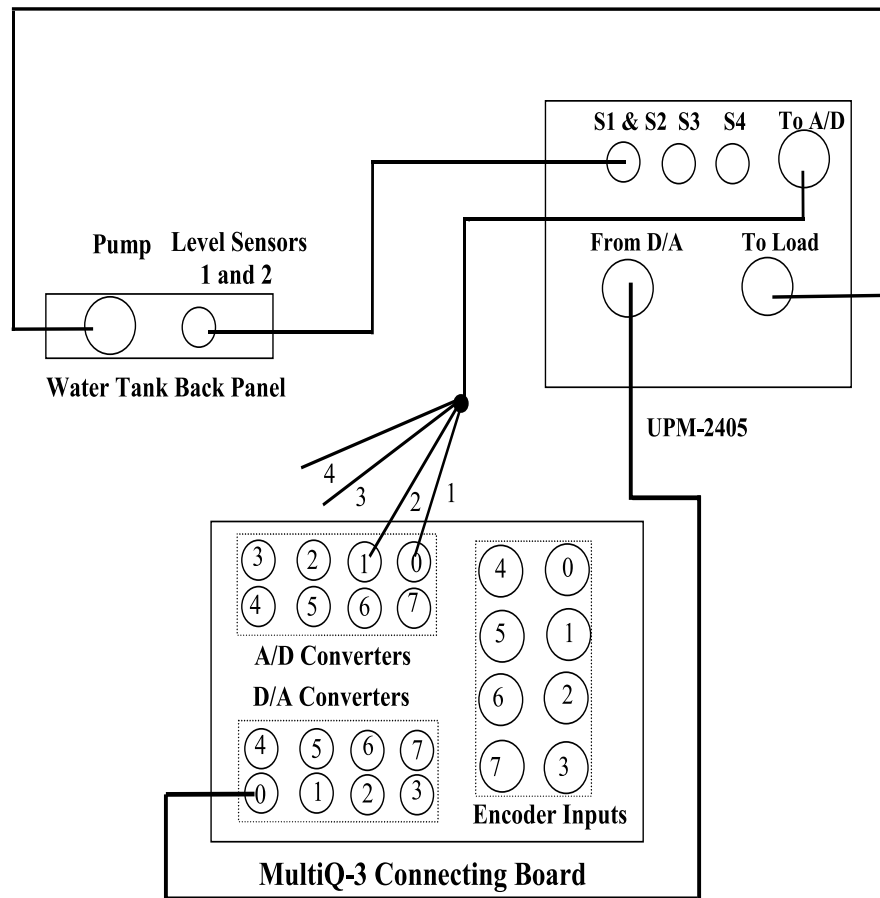 S1 & S2 S3 S4 To A/D
From D/A To Load
Pump Level Sensors
1 and 2
Water Tank Back Panel
UPM-2405
4 3 2 1
3 2 1 0
4 5 6 7
A/D Converters
D/A Converters
4 5 6 7
0 1 2 3
4 0
5 1
6 2
7 3
Encoder Inputs
MultiQ-3 Connecting Board